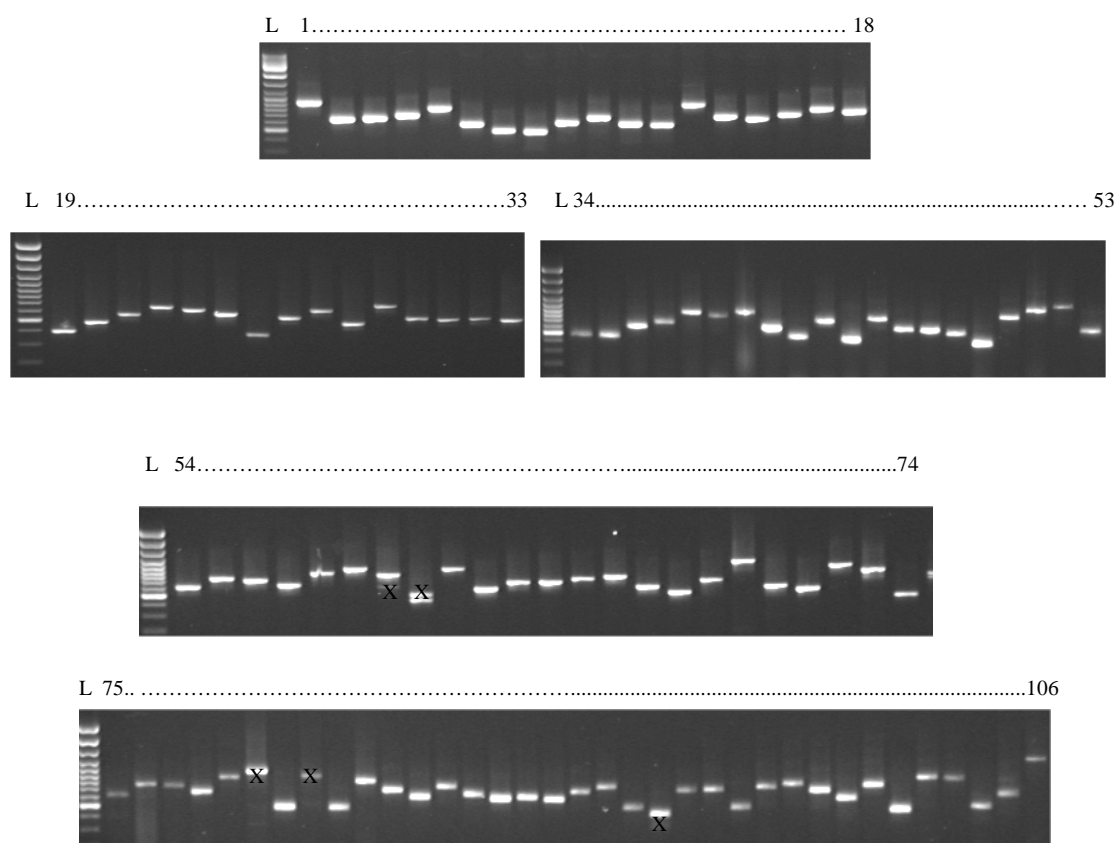 L 1…………………………………………………………………………… 18
L 19……………………………………………………………33
L 34....................................................................................…… 53
L 54……………………………………………………....................................................74
L 75.. ……………………………………………………....................................................................................106
X X
X X
X